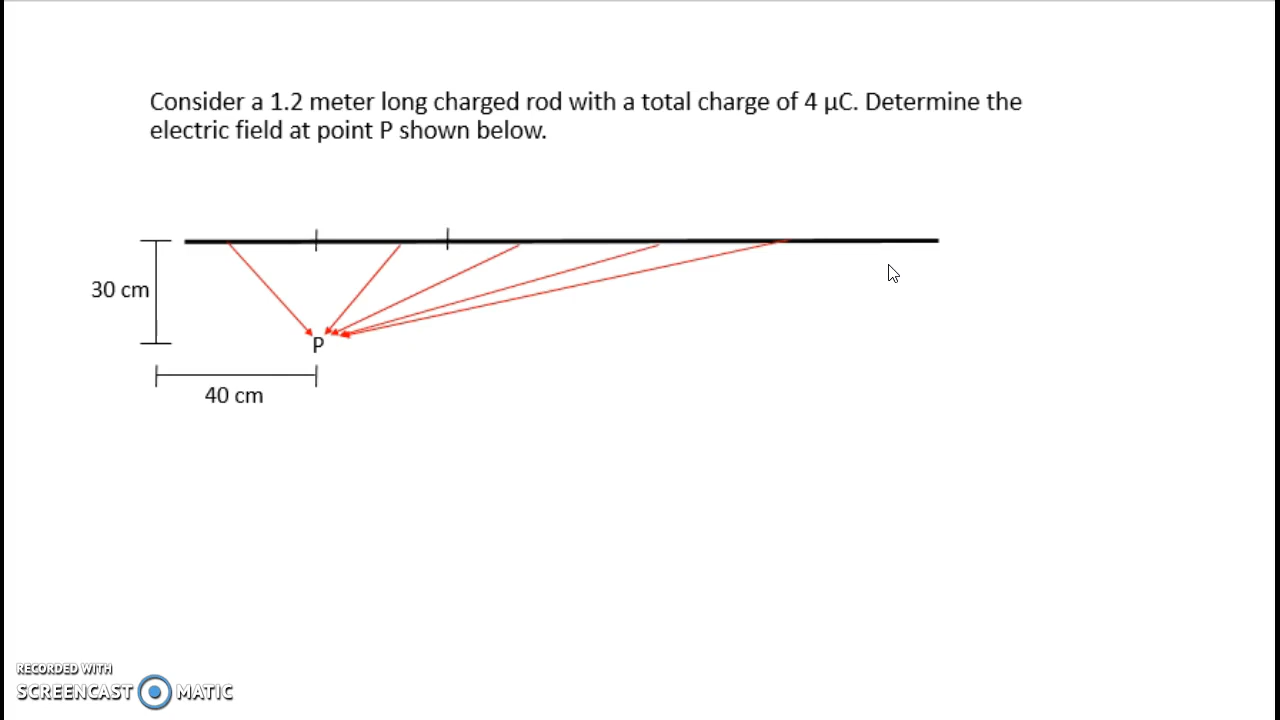 Consider a 1.2 meter long charged rod with a total charge of 4 µC. Determine the
electric field at point P shown below.
30 cm
P
40 cm
RECORDED WITH
SCREENCAST MATIC